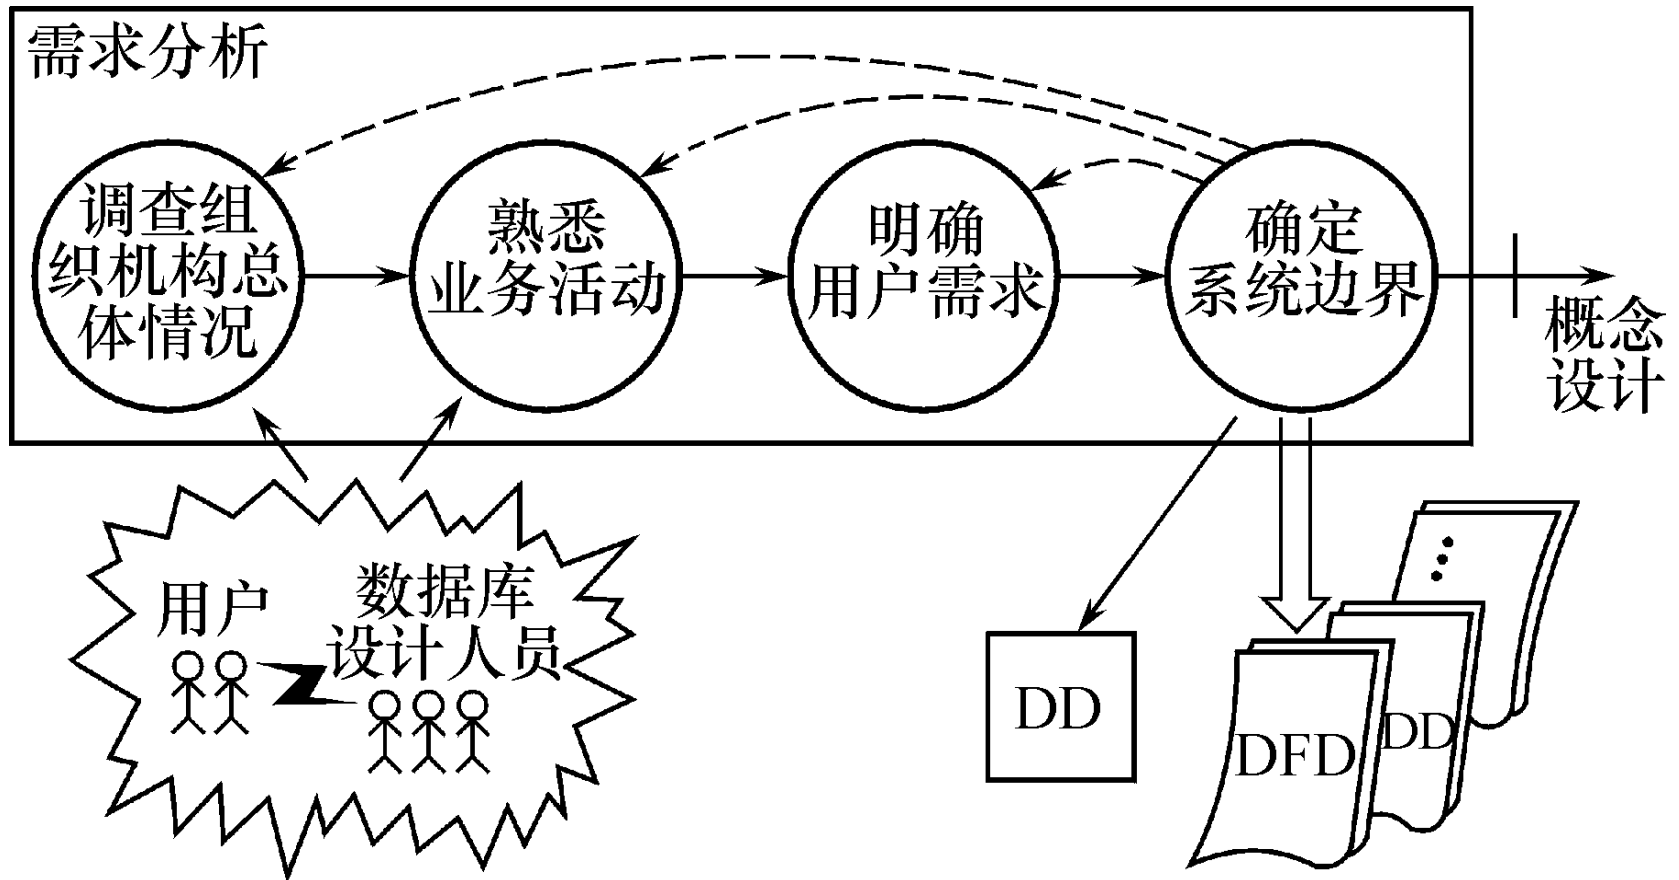 需求分析
调查组
织机构总
体情况
熟悉
业务活动
明确
用户需求
确定
系统边界
概念
设计
用户
数据库
设计人员
DD
DFD
DD